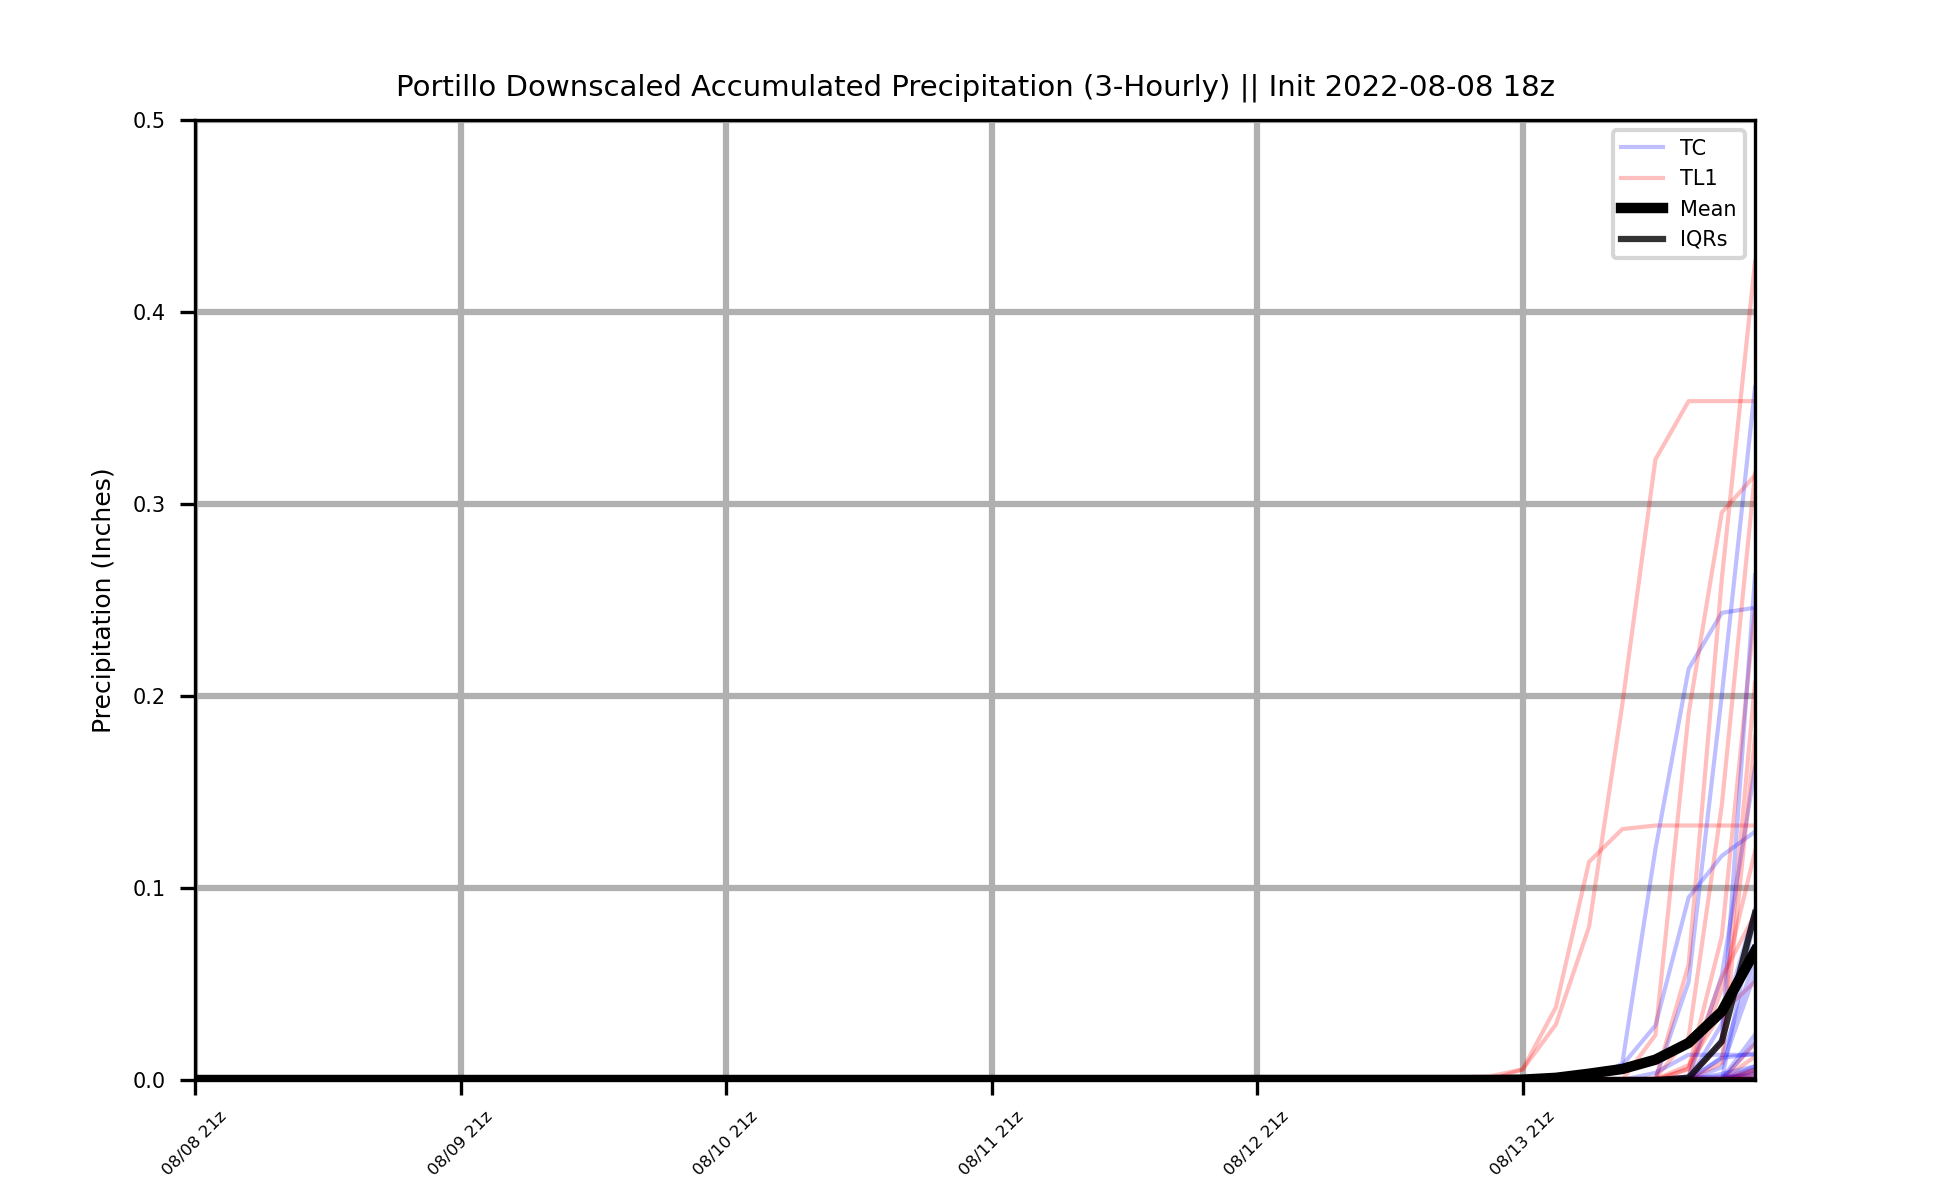 Portillo Downscaled Accumulated Precipitation (3-Hourly) || Init 2022-08-08 18z
TC
TL1
Mean
IQRs
Precipitation (Inches)
0.5
0.4
0.3
0.2
0.1
0.0
08/08 21z
08/09 21z
08/10 21z
08/11 21z
08/12 21z
08/13 21z